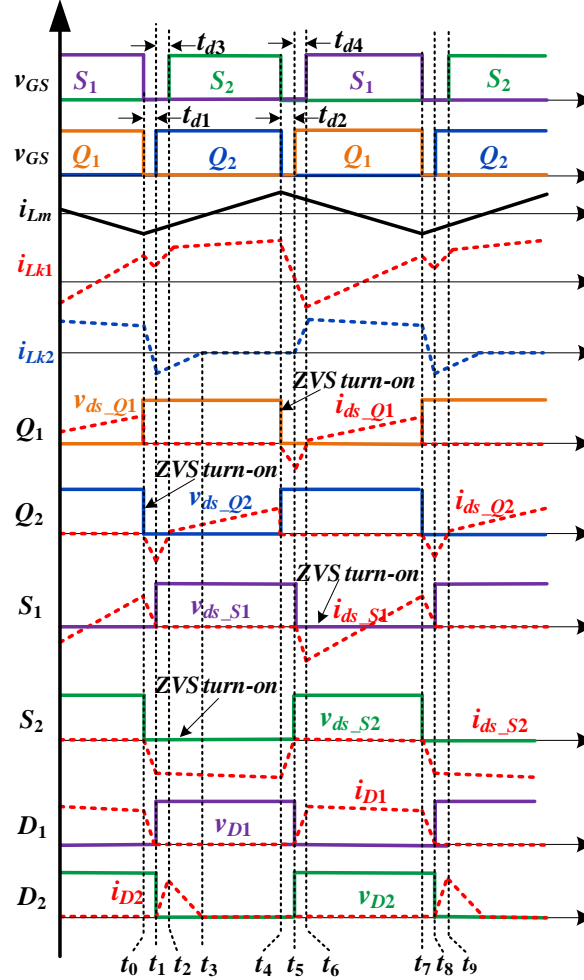 t_d3 t_d4
v_GS S_1 S_2 S_1 S_2
t_d1 t_d2
v_GS Q_1 Q_2 Q_1 Q_2
i_Lm
i_Lk1
i_Lk2
ZVS turn-on
v_ds_Q1 i_ds_Q1
Q_1
ZVS turn-on
v_ds_Q2 i_ds_Q2
Q_2
ZVS turn-on
v_ds_S1 i_ds_S1
S_1
ZVS turn-on
v_ds_S2 i_ds_S2
S_2
i_D1
D_1 v_D1
D_2 i_D2 v_D2
t_0 t_1 t_2 t_3 t_4 t_5 t_6 t_7 t_8 t_9